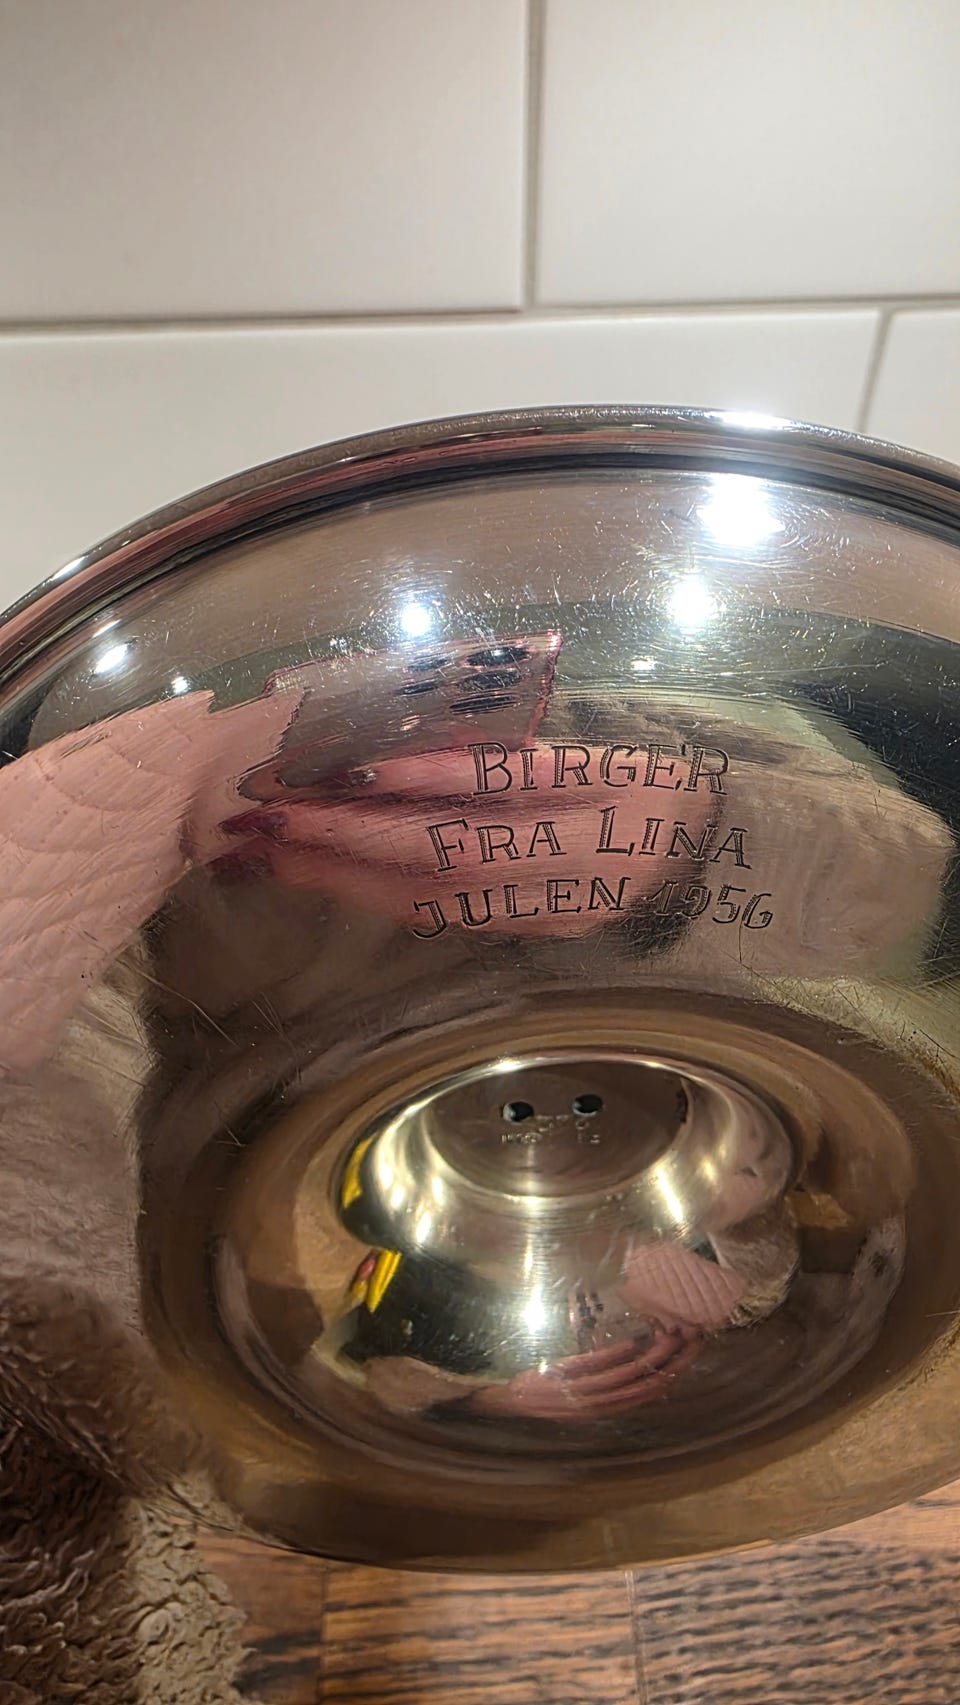 BIRGER
FRA LINA
JULEN 1956